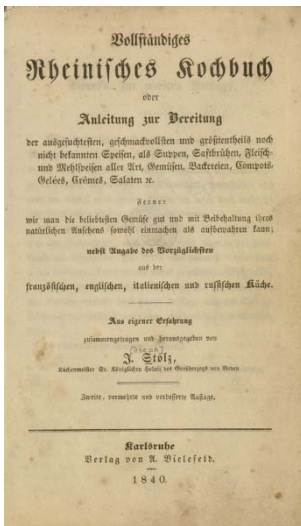 Vollständiges
Rheinisches Kochbuch
oder
Anleitung zur Bereitung
der ausgesuchtesten, geschmackvollsten und größtentheils noch
nicht bekannten Speisen, als Suppen, Saftbrühen, Fleisch-
und Mehlspeisen aller Art, Gemüsen, Backereien, Compots,
Gelées, Crêmes, Salaten ꝛc.
Ferner
wie man die beliebtesten Gemüse gut und mit Beibehaltung ihres
natürlichen Ansehens sowohl einmachen als aufbewahren kann;
nebst Angabe des Vorzüglichsten
aus der
französischen, englischen, italienischen und russischen Küche.
Aus eigener Erfahrung
zusammengetragen und herausgegeben von
(Joseph)
J. Stolz,
Küchenmeister Sr. Königlichen Hoheit des Großherzogs von Baden
Zweite, vermehrte und verbesserte Auflage.
Karlsruhe
Verlag von A. Bielefeld.
1840.